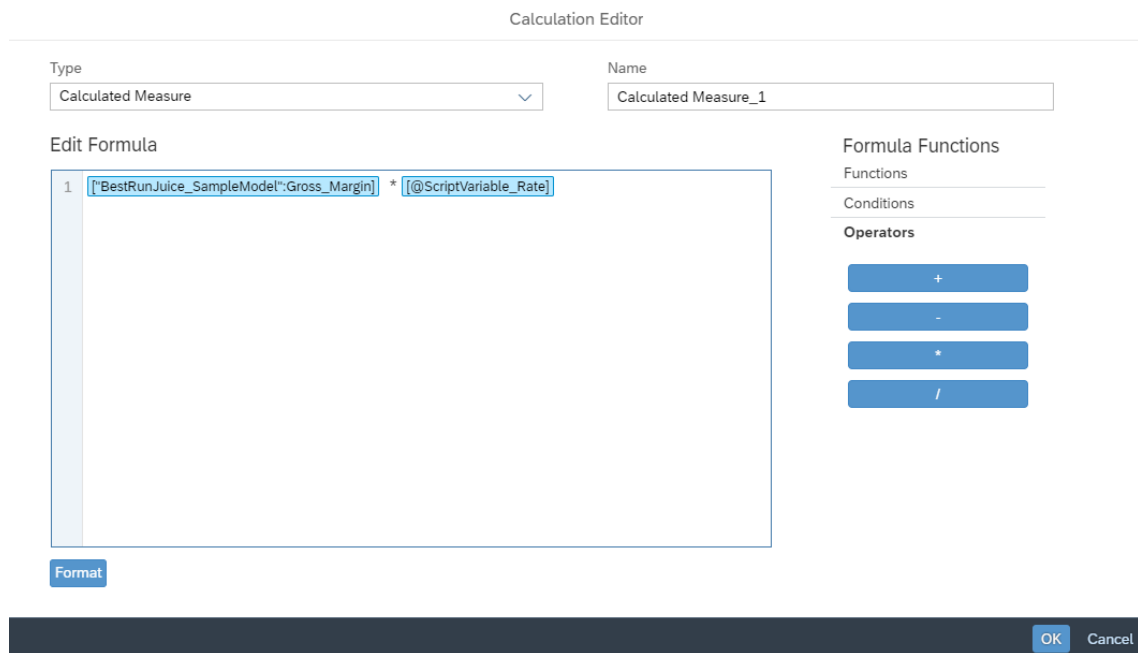 Calculation Editor
Type
Name
Calculated Measure
Calculated Measure_1
Edit Formula
Formula Functions
Functions
1 ["BestRunJuice_SampleModel":Gross_Margin] * [@ScriptVariable_Rate]
Conditions
Operators
+
-
*
/
Format
OK Cancel